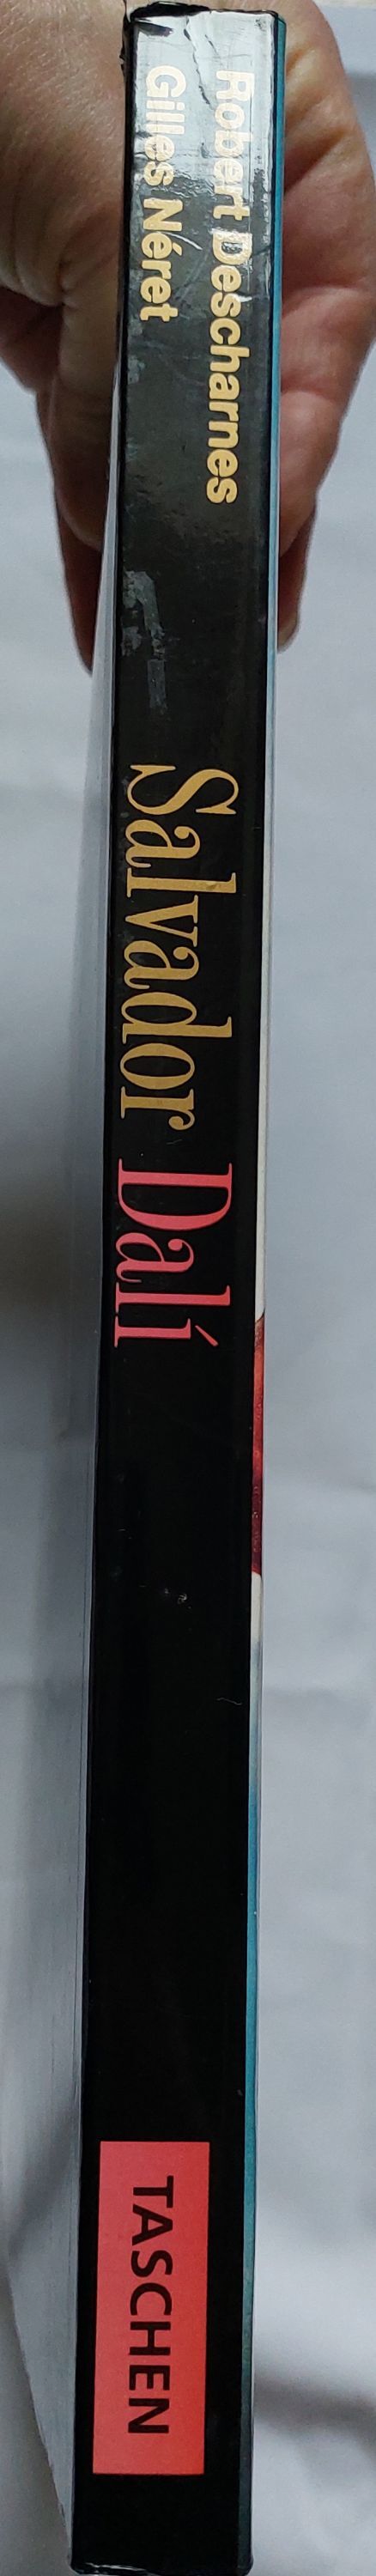 Robert Descharnes
Gilles Néret
Salvador Dalí
TASCHEN